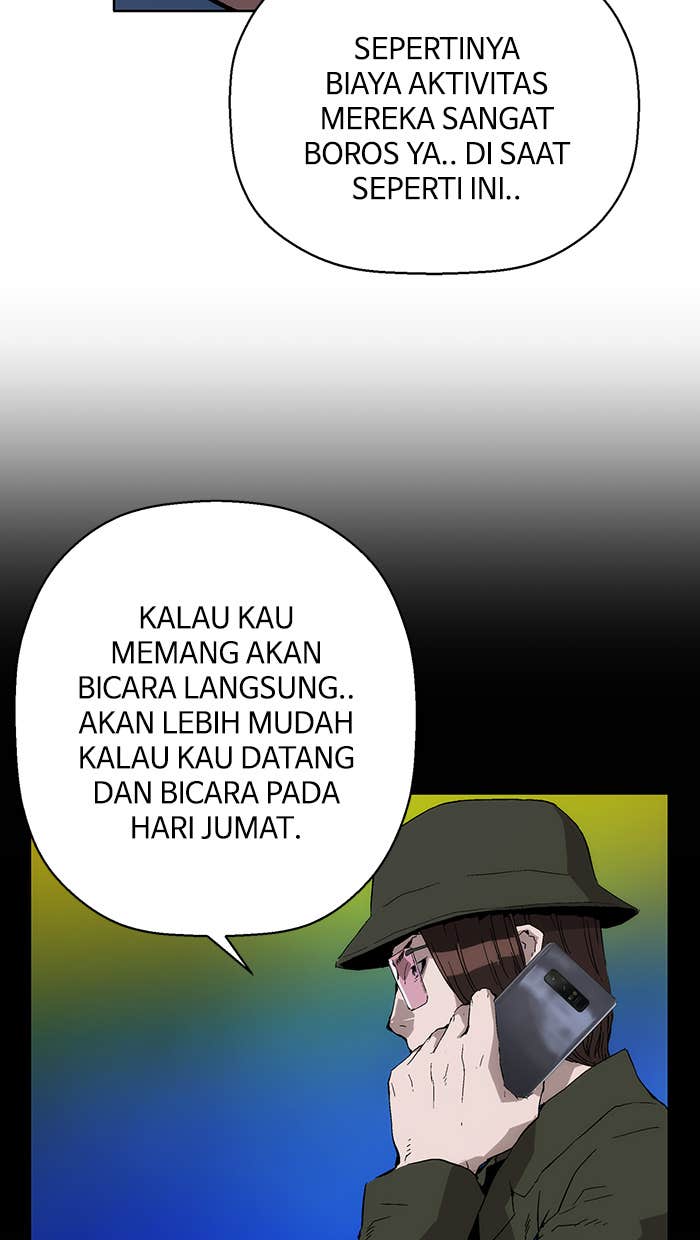 SEPERTINYA
BIAYA AKTIVITAS
MEREKA SANGAT
BOROS YA.. DI SAAT
SEPERTI INI..
KALAU KAU
MEMANG AKAN
BICARA LANGSUNG..
AKAN LEBIH MUDAH
KALAU KAU DATANG
DAN BICARA PADA
HARI JUMAT.